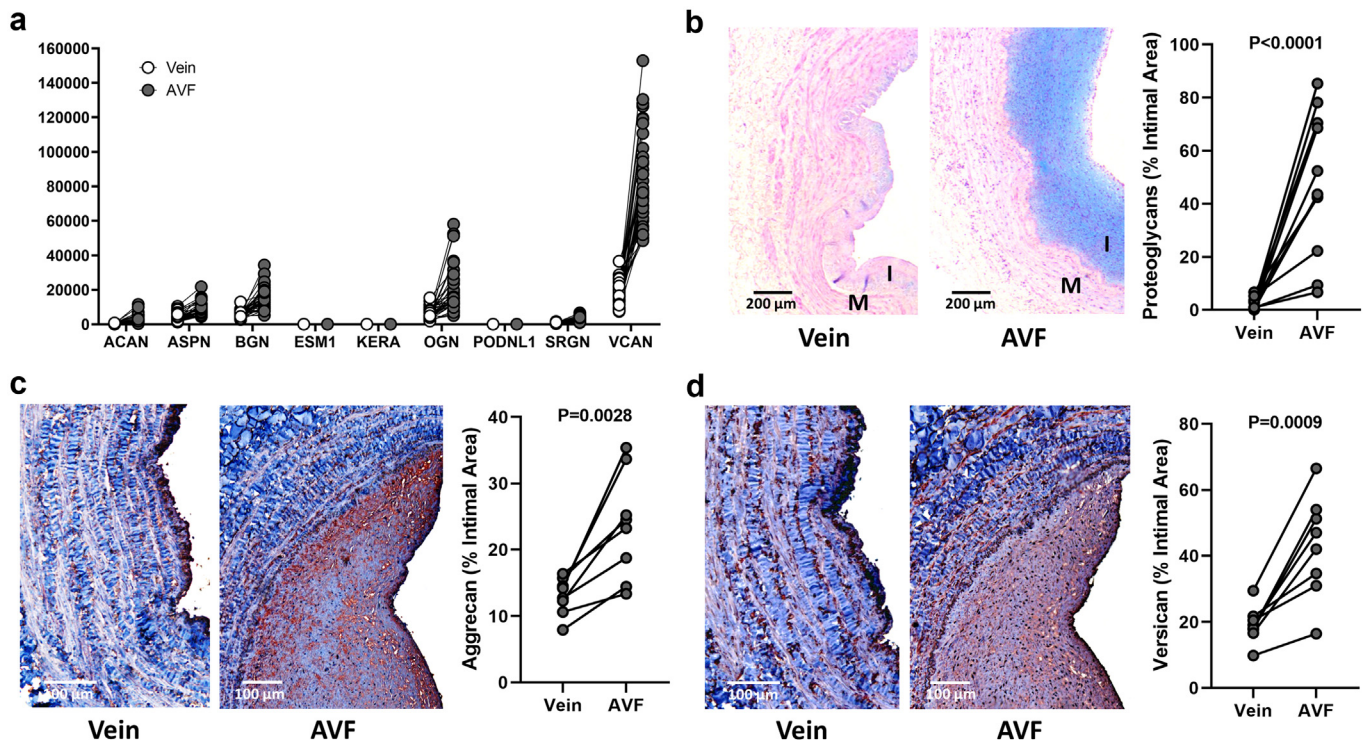 a
160000
140000
120000
100000
80000
60000
40000
20000
0
Vein
AVF
ACAN ASPN BGN ESM1 KERA OGN PODNL1 SRGN VCAN
b
I
M
200 µm
Vein
I
M
200 µm
AVF
P<0.0001
Proteoglycans (% Intimal Area)
100
80
60
40
20
0
Vein AVF
c
100 µm
Vein
100 µm
AVF
P=0.0028
Aggrecan (% Intimal Area)
40
30
20
10
0
Vein AVF
d
100 µm
Vein
100 µm
AVF
P=0.0009
Versican (% Intimal Area)
80
60
40
20
0
Vein AVF